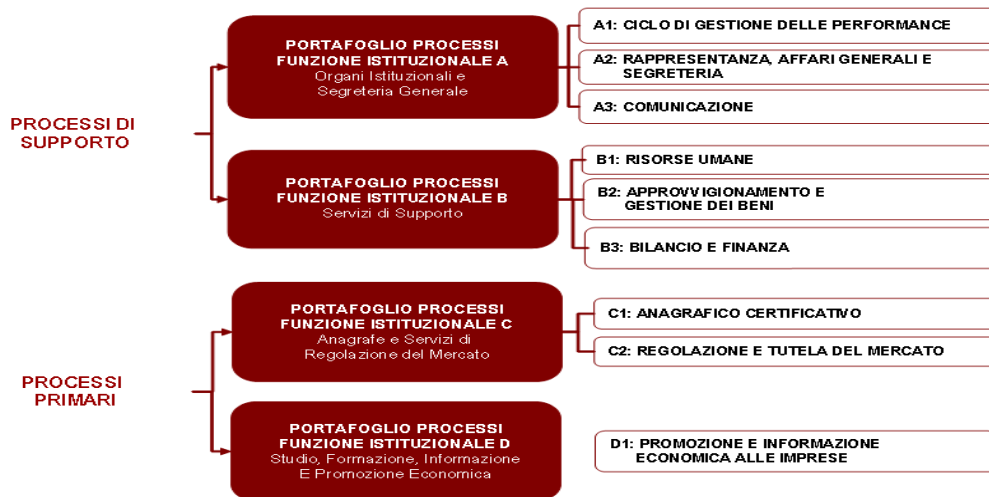 PROCESSI DI
SUPPORTO
PORTAFOGLIO PROCESSI
FUNZIONE ISTITUZIONALE A
Organi Istituzionali e
Segreteria Generale
A1: CICLO DI GESTIONE DELLE PERFORMANCE
A2: RAPPRESENTANZA, AFFARI GENERALI E
SEGRETERIA
A3: COMUNICAZIONE
PORTAFOGLIO PROCESSI
FUNZIONE ISTITUZIONALE B
Servizi di Supporto
B1: RISORSE UMANE
B2: APPROVVIGIONAMENTO E
GESTIONE DEI BENI
B3: BILANCIO E FINANZA
PROCESSI
PRIMARI
PORTAFOGLIO PROCESSI
FUNZIONE ISTITUZIONALE C
Anagrafe e Servizi di
Regolazione del Mercato
C1: ANAGRAFICO CERTIFICATIVO
C2: REGOLAZIONE E TUTELA DEL MERCATO
PORTAFOGLIO PROCESSI
FUNZIONE ISTITUZIONALE D
Studio, Formazione, Informazione
E Promozione Economica
D1: PROMOZIONE E INFORMAZIONE
ECONOMICA ALLE IMPRESE